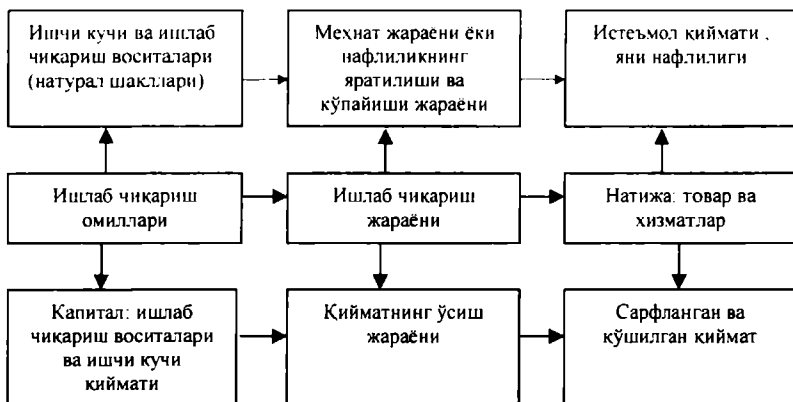 Ишчи кучи ва ишлаб
чиқариш воситалари
(натурал шакллари)
Меҳнат жараёни ёки
нафлиликнинг
яратилиши ва
кўпайиши жараёни
Истеъмол қиймати ,
яни нафлилиги
Ишлаб чиқариш
омиллари
Ишлаб чиқариш
жараёни
Натижа: товар ва
хизматлар
Капитал: ишлаб
чиқариш воситалари
ва ишчи кучи
қиймати
Қийматнинг ўсиш
жараёни
Сарфланган ва
қўшилган қиймат